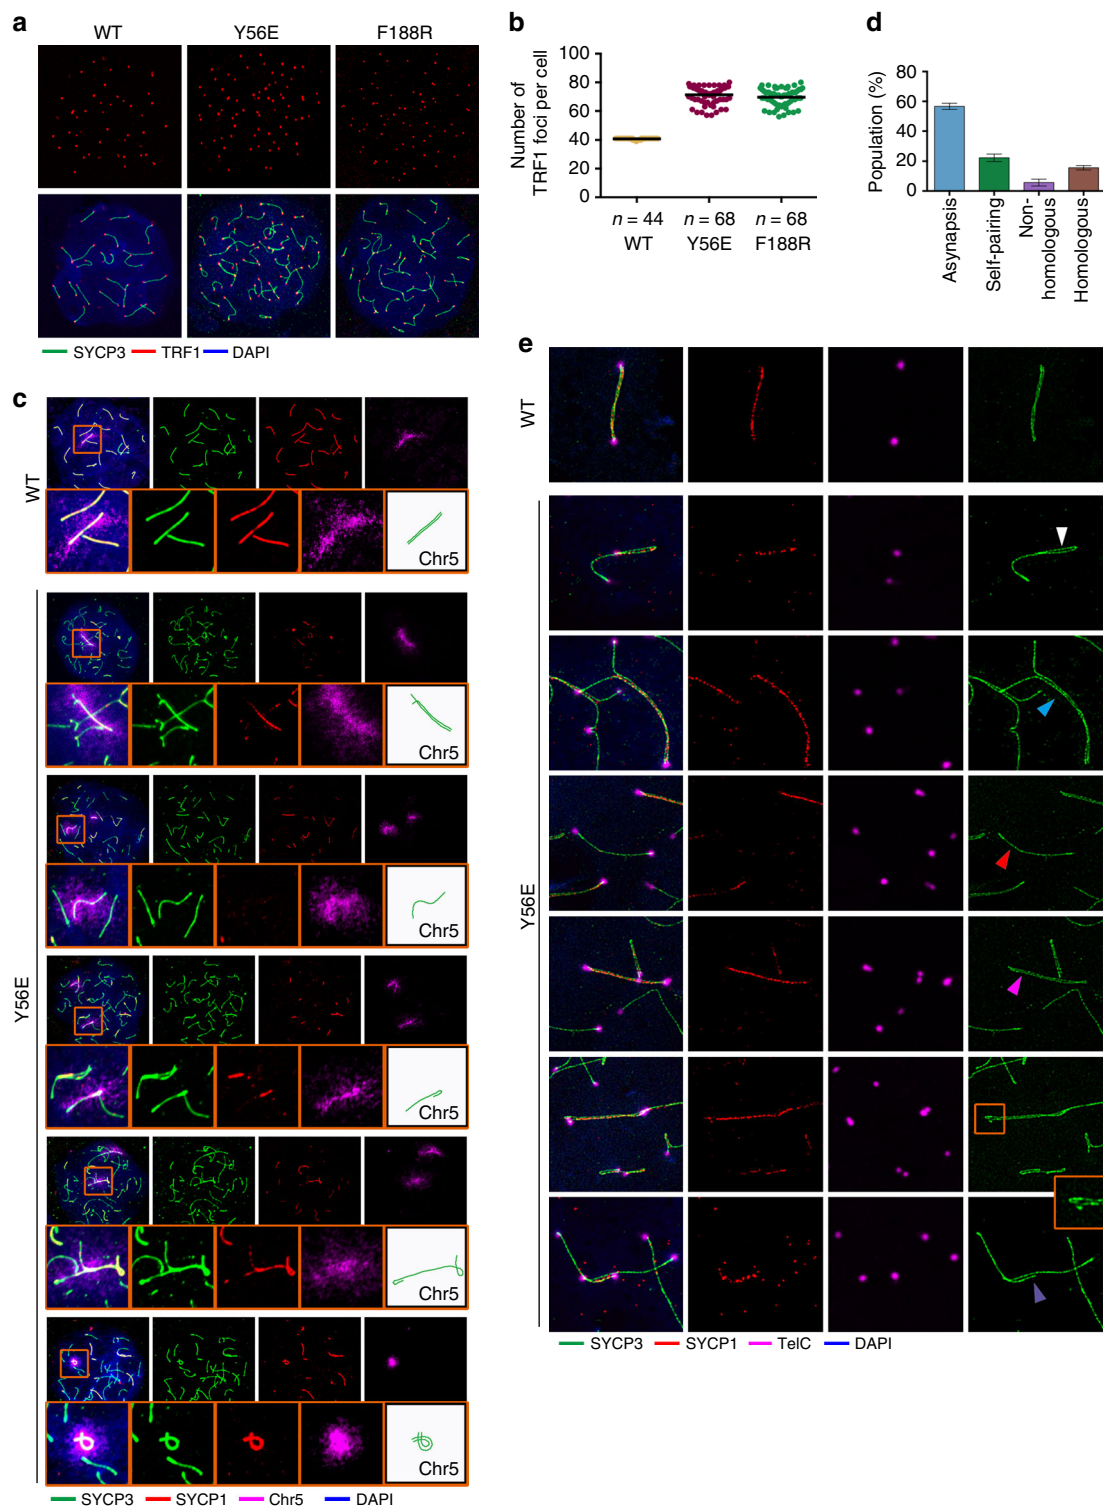 a
WT Y56E F188R
SYCP3 TRF1 DAPI
b
Number of
TRF1 foci per cell
100
80
60
40
20
0
n = 44 n = 68 n = 68
WT Y56E F188R
d
Population (%)
80
60
40
20
0
Asynapsis
Self-pairing
Non-
homologous
Homologous
c
WT
Chr5
Y56E
Chr5
Chr5
Chr5
Chr5
Chr5
SYCP3 SYCP1 Chr5 DAPI
e
WT
Y56E
SYCP3 SYCP1 TelC DAPI